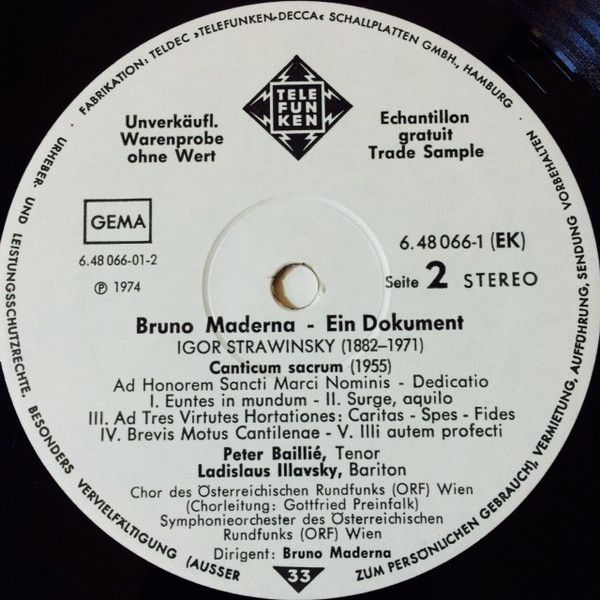 FABRIKATION: TELDEC »TELEFUNKEN-DECCA« SCHALLPLATTEN GMBH., HAMBURG
URHEBER- UND LEISTUNGSSCHUTZRECHTE. BESONDERS VERVIELFÄLTIGUNG (AUSSER ZUM PERSÖNLICHEN GEBRAUCH), VERMIETUNG, AUFFÜHRUNG, SENDUNG VORBEHALTEN
TELE
FUN
KEN
Unverkäufl.
Warenprobe
ohne Wert
Echantillon
gratuit
Trade Sample
GEMA
6.48 066-01-2
Ⓟ 1974
6.48 066-1 (EK)
Seite 2 STEREO
Bruno Maderna - Ein Dokument
IGOR STRAWINSKY (1882-1971)
Canticum sacrum (1955)
Ad Honorem Sancti Marci Nominis - Dedicatio
I. Euntes in mundum - II. Surge, aquilo
III. Ad Tres Virtutes Hortationes: Caritas - Spes - Fides
IV. Brevis Motus Cantilenae - V. Illi autem profecti
Peter Baillié, Tenor
Ladislaus Illavsky, Bariton
Chor des Österreichischen Rundfunks (ORF) Wien
(Chorleitung: Gottfried Preinfalk)
Symphonieorchester des Österreichischen
Rundfunks (ORF) Wien
Dirigent: Bruno Maderna
33